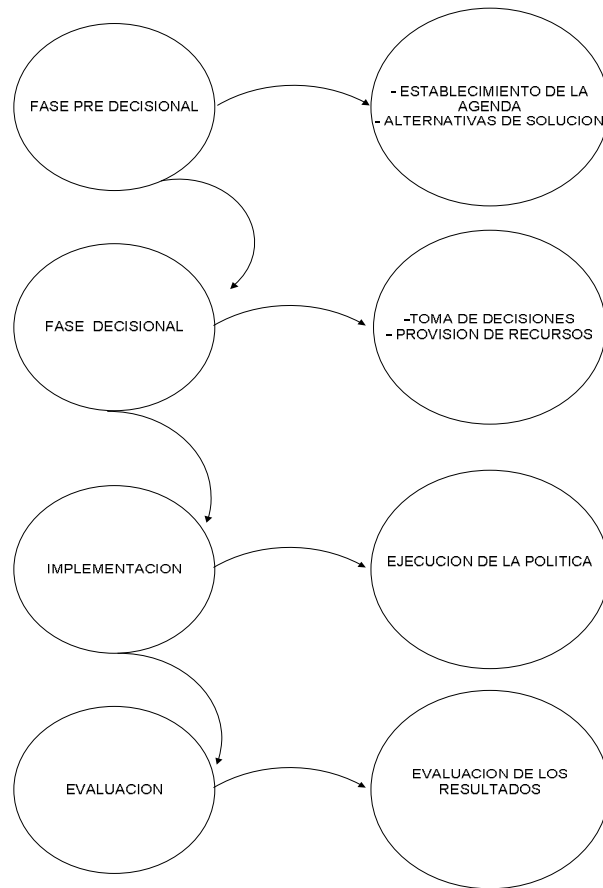 FASE PRE DECISIONAL
- ESTABLECIMIENTO DE LA
AGENDA
- ALTERNATIVAS DE SOLUCION
FASE DECISIONAL
-TOMA DE DECISIONES
- PROVISION DE RECURSOS
IMPLEMENTACION
EJECUCION DE LA POLITICA
EVALUACION
EVALUACION DE LOS
RESULTADOS